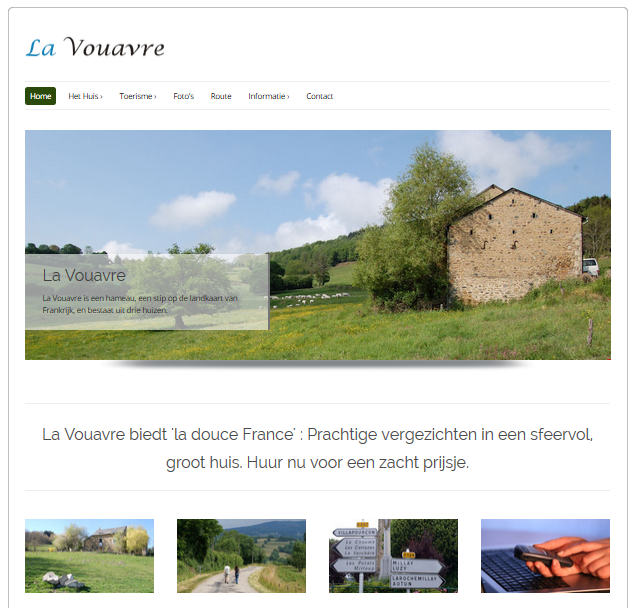 La Vouavre
Home Het Huis › Toerisme › Foto's Route Informatie › Contact
La Vouavre
La Vouavre is een hameau, een stip op de landkaart van
Frankrijk, en bestaat uit drie huizen.
La Vouavre biedt 'la douce France' : Prachtige vergezichten in een sfeervol,
groot huis. Huur nu voor een zacht prijsje.
VILLAPOURÇON
MILLAY
LUZY
LAROCHEMILLAY
AUTUN